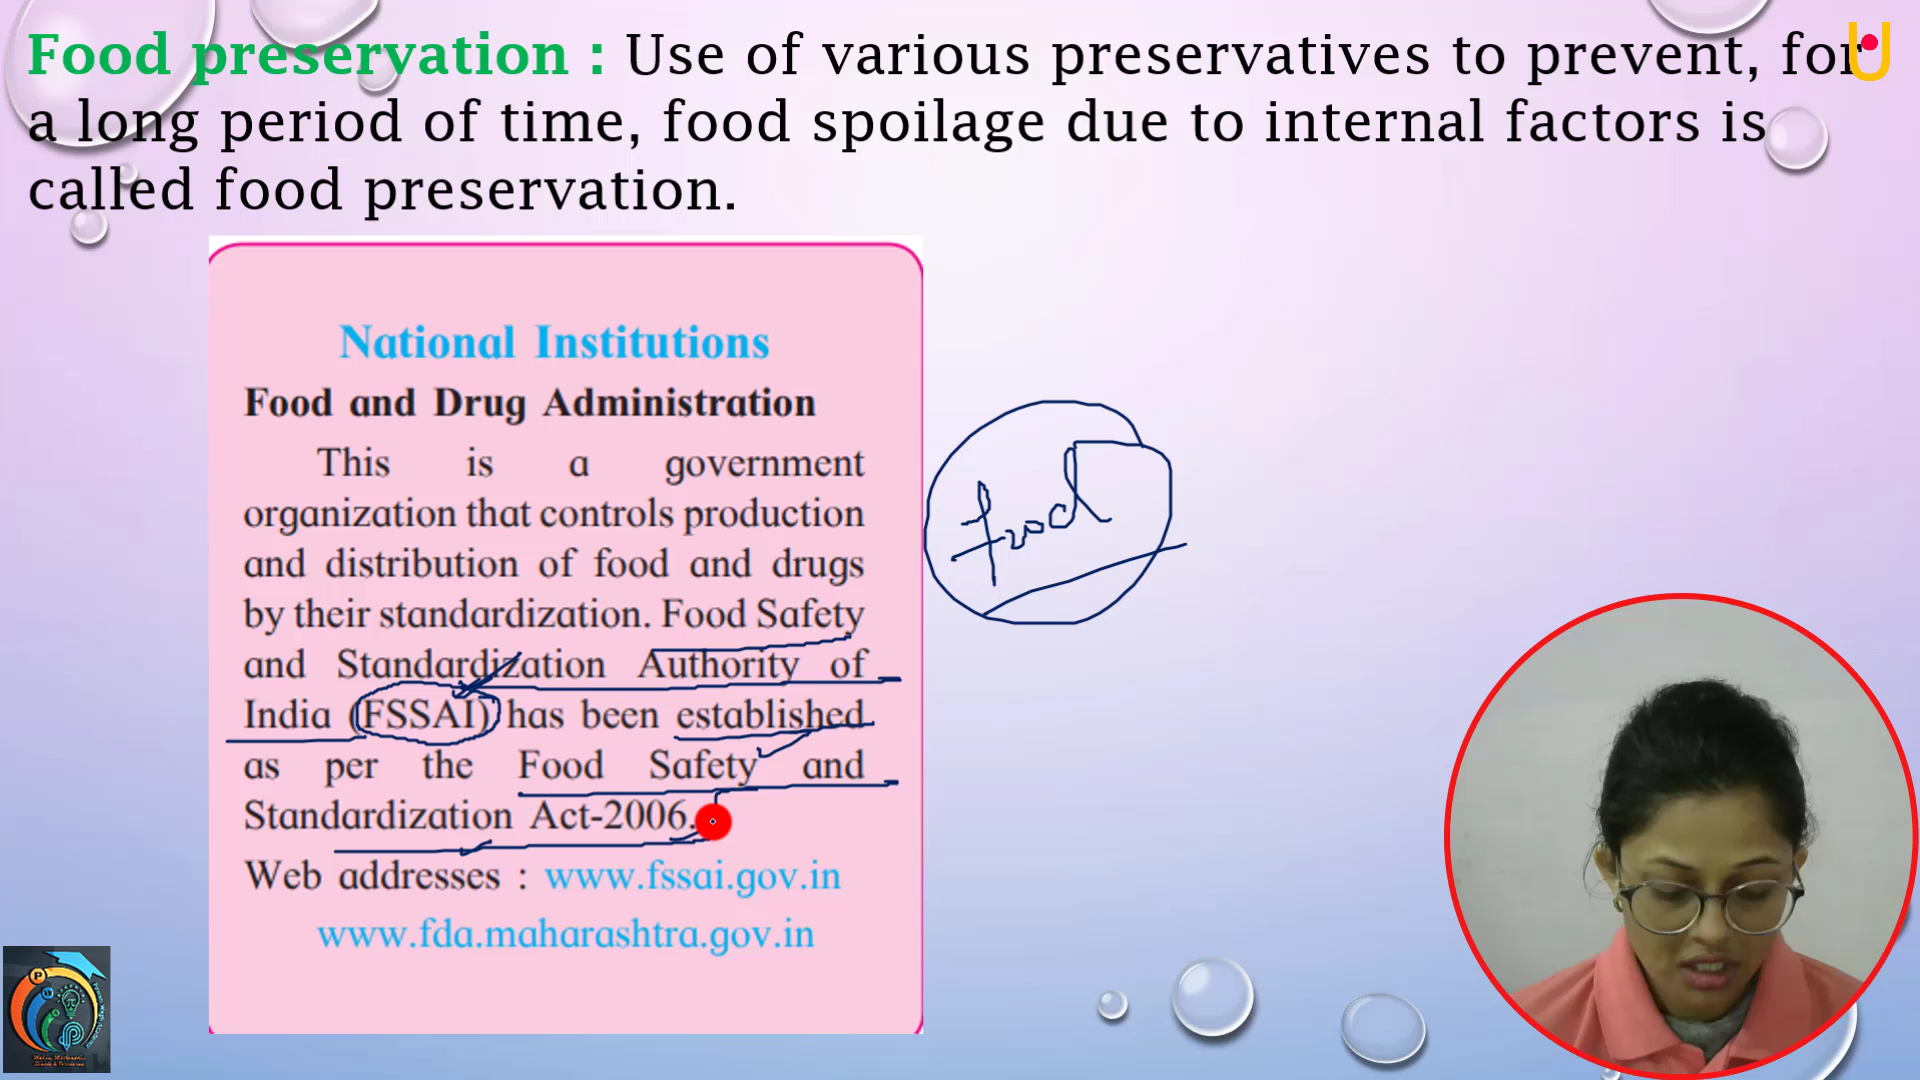 Food preservation : Use of various preservatives to prevent, for
a long period of time, food spoilage due to internal factors is
called food preservation.
National Institutions
Food and Drug Administration
This is a government
organization that controls production
and distribution of food and drugs
by their standardization. Food Safety
and Standardization Authority of
India (FSSAI) has been established
as per the Food Safety and
Standardization Act-2006.
Web addresses : www.fssai.gov.in
www.fda.maharashtra.gov.in
food